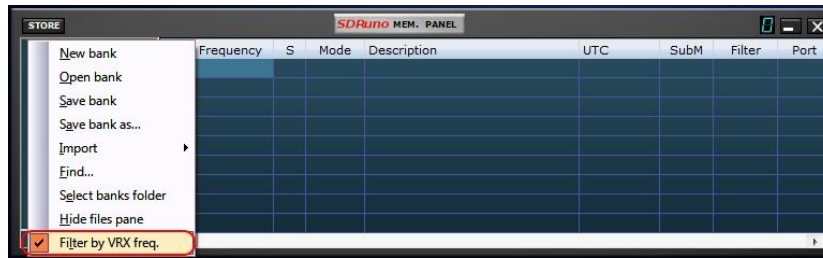 STORE
SDRuno MEM. PANEL
Frequency S Mode Description UTC SubM Filter Port
New bank
Open bank
Save bank
Save bank as...
Import
Find...
Select banks folder
Hide files pane
Filter by VRX freq.